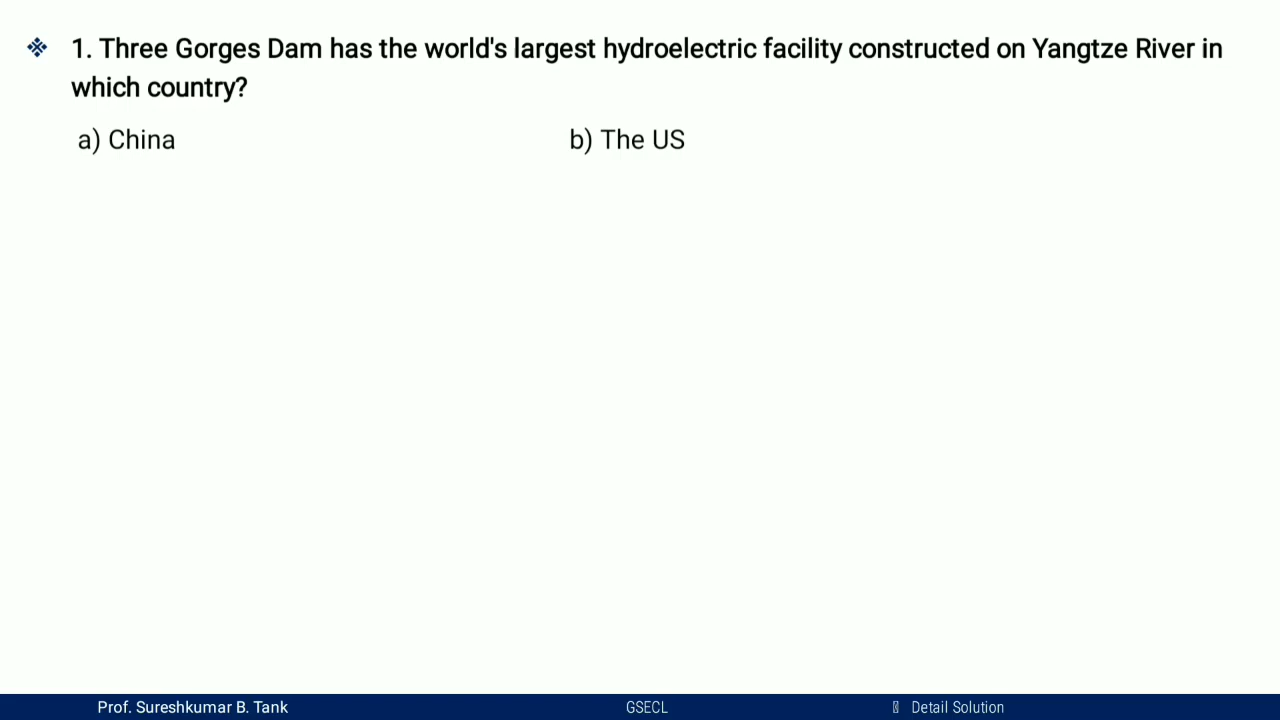 ❖ 1. Three Gorges Dam has the world's largest hydroelectric facility constructed on Yangtze River in
which country?
a) China b) The US
Prof. Sureshkumar B. Tank GSECL Detail Solution